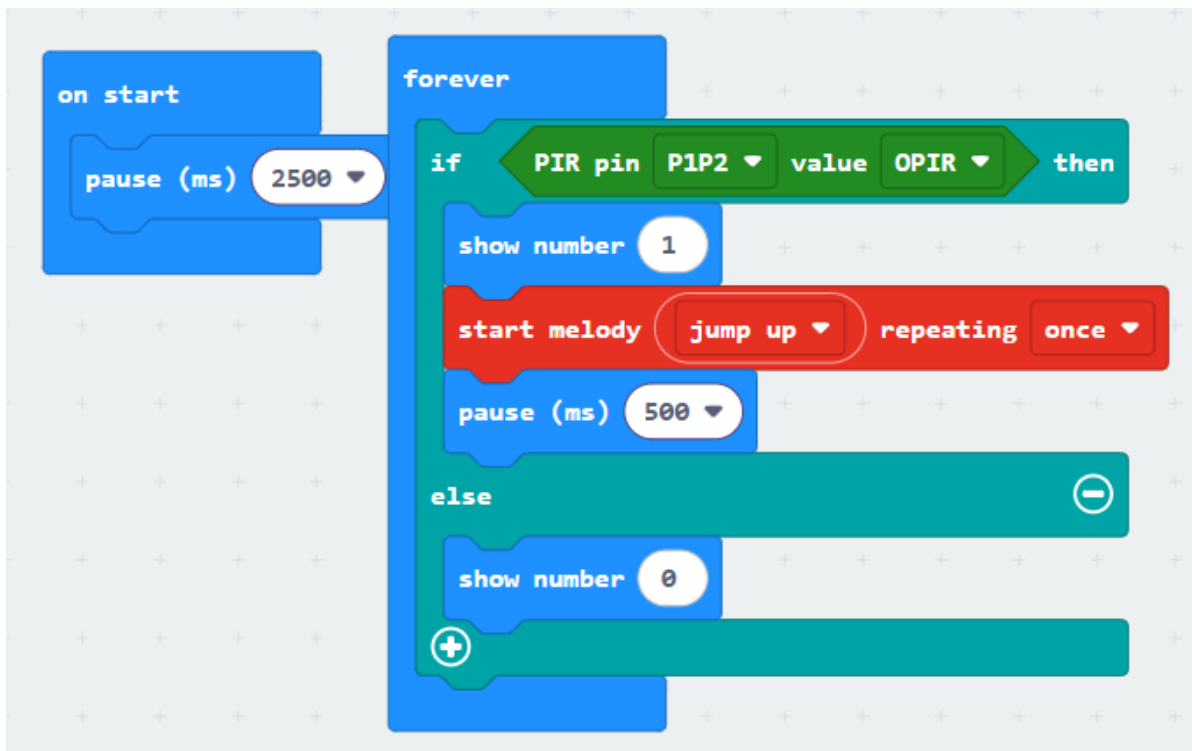 on start
pause (ms) 2500
forever
if PIR pin P1P2 value OPIR then
show number 1
start melody jump up repeating once
pause (ms) 500
else
show number 0